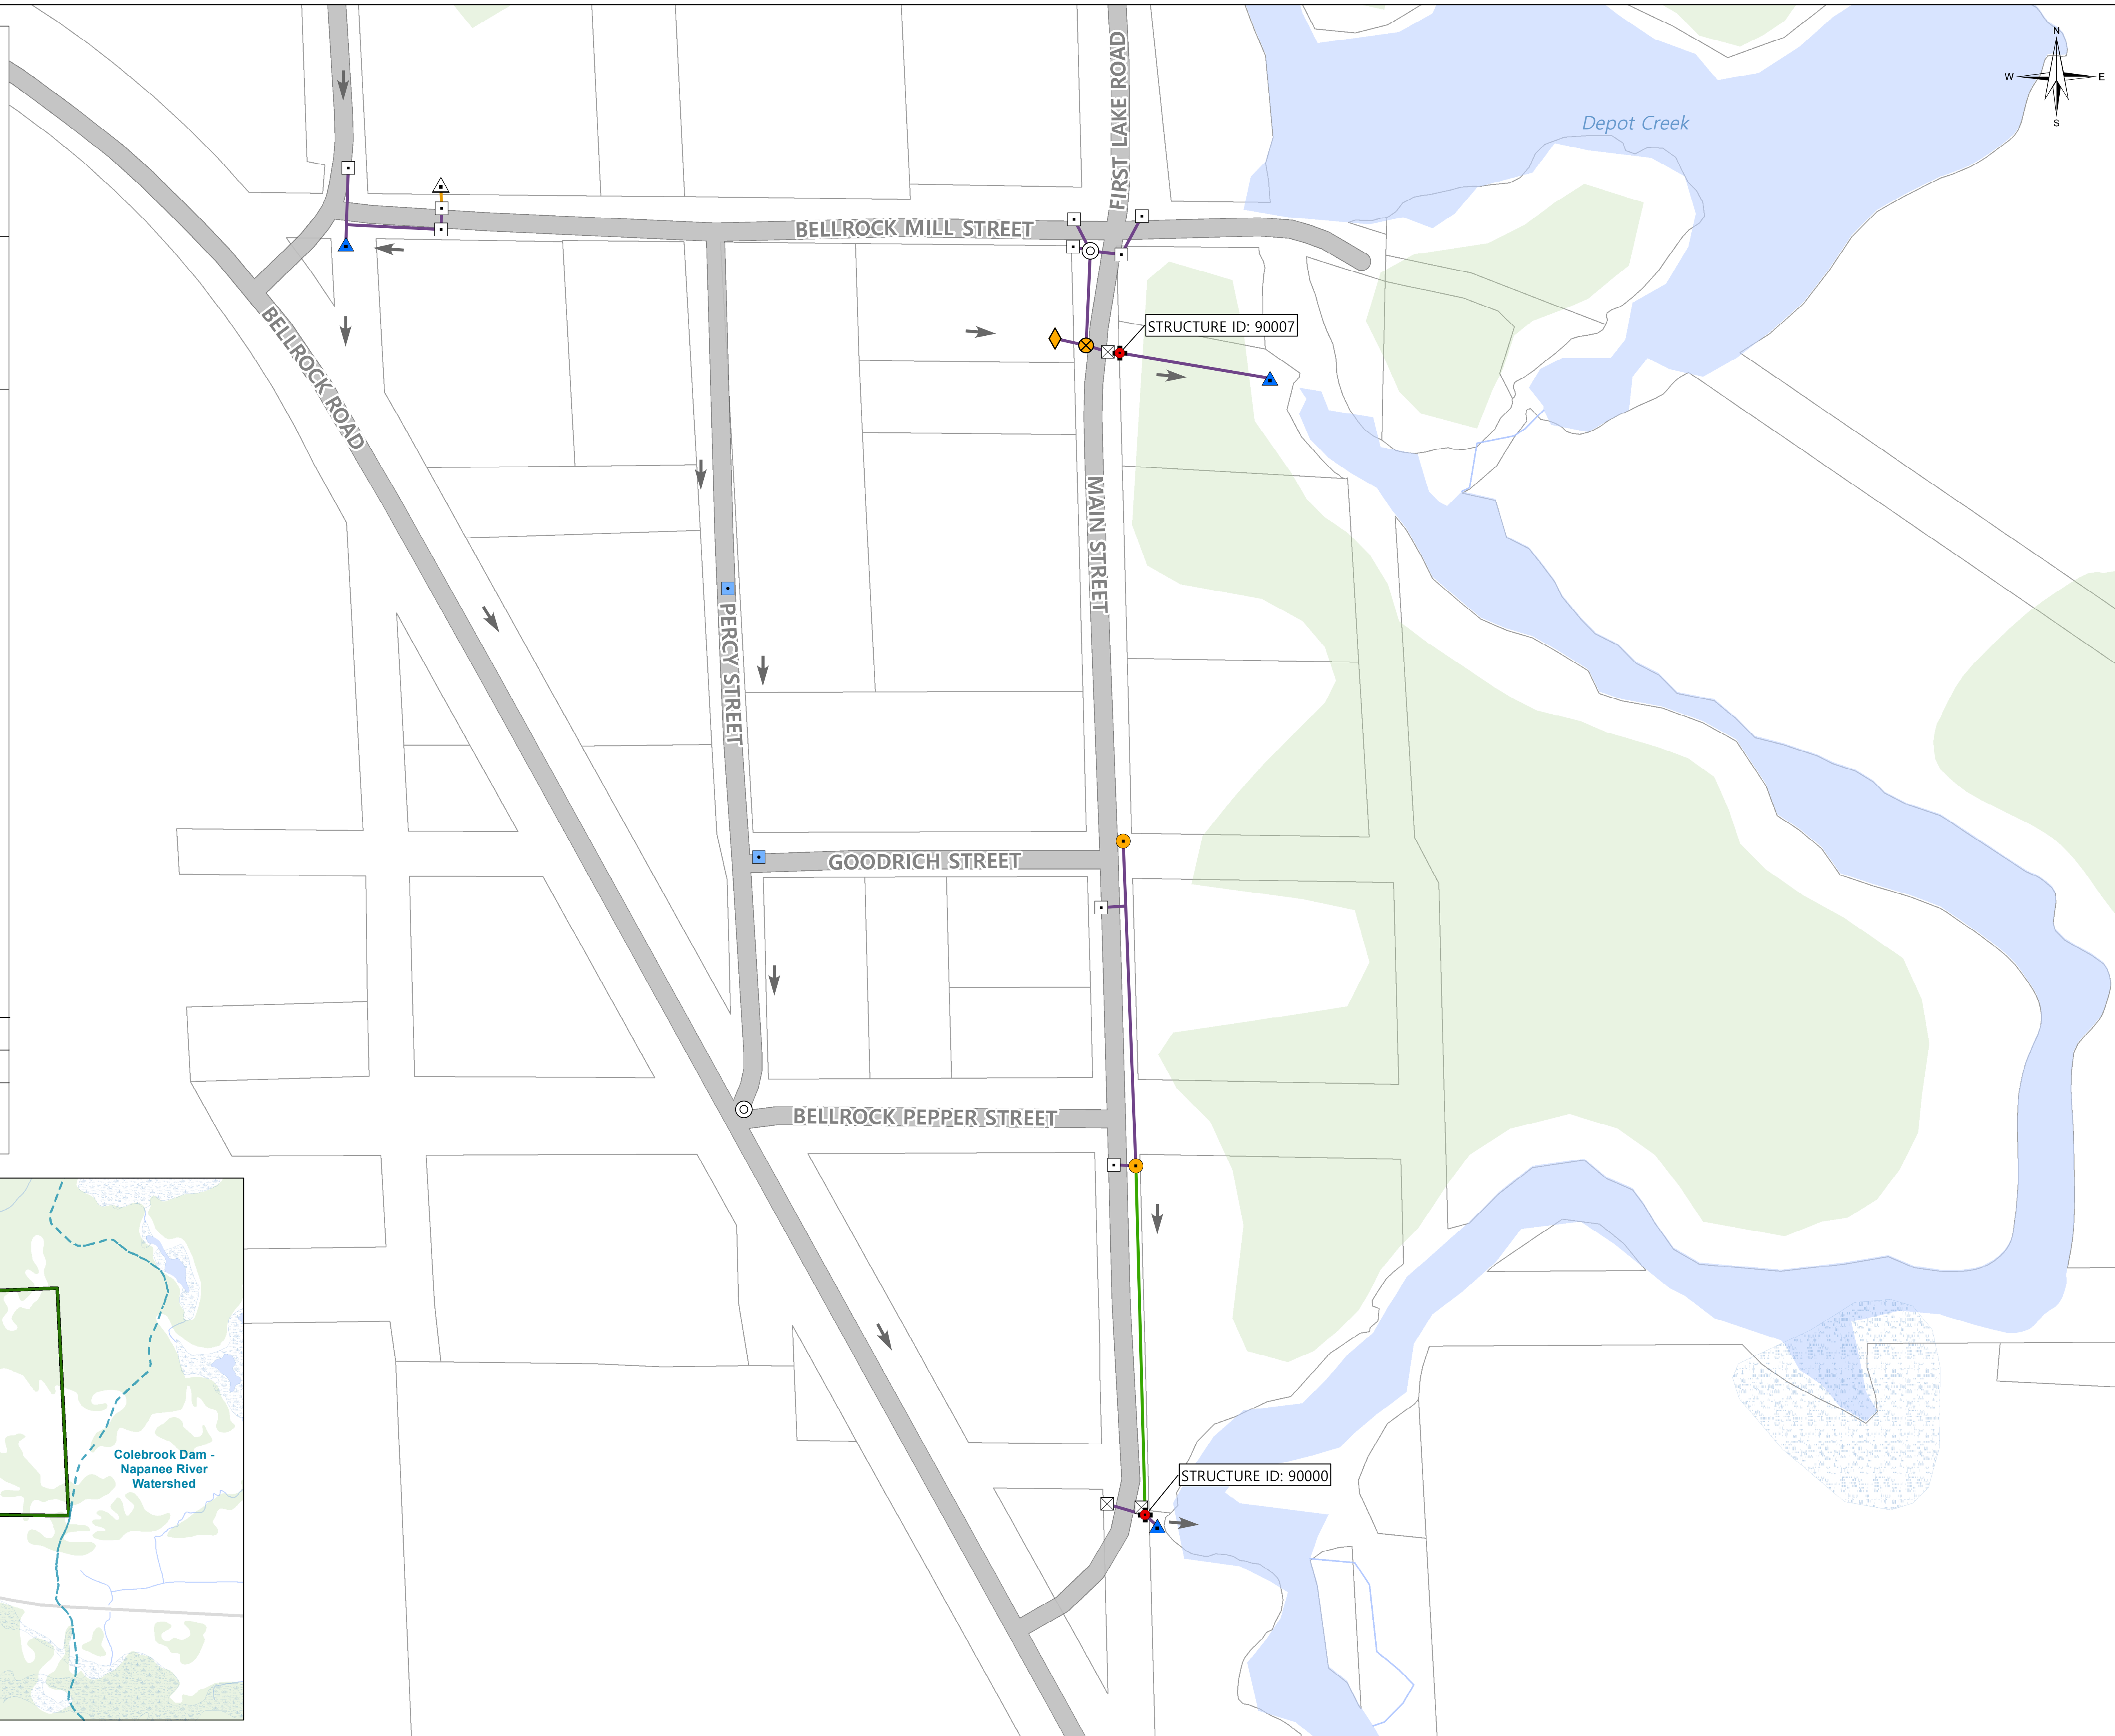 N
W E
S
FIRST LAKE ROAD
Depot Creek
BELLROCK MILL STREET
STRUCTURE ID: 90007
BELLROCK ROAD
MAIN STREET
PERCY STREET
GOODRICH STREET
BELLROCK PEPPER STREET
STRUCTURE ID: 90000
Colebrook Dam -
Napanee River
Watershed